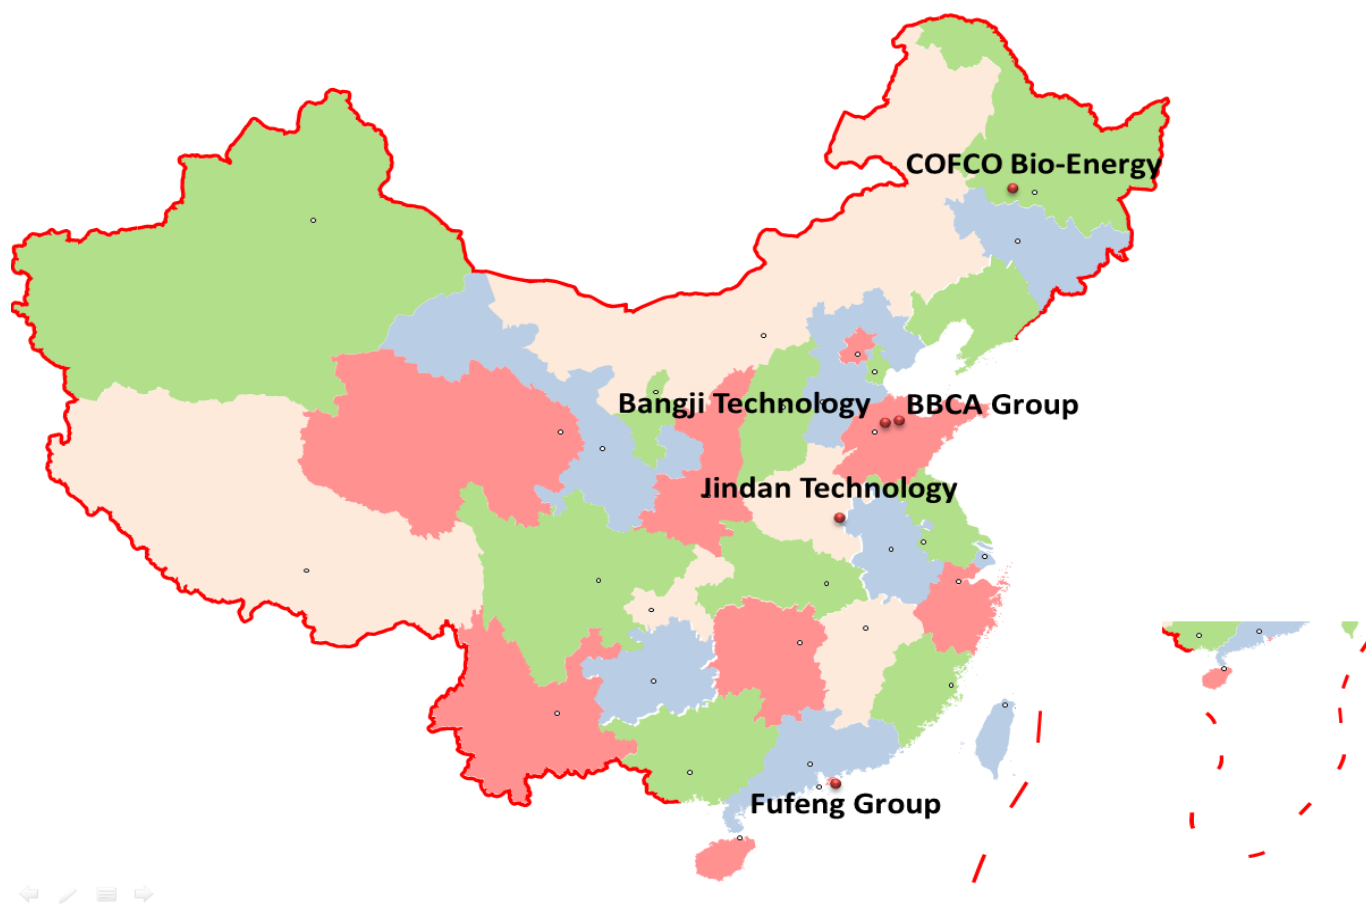 COFCO Bio-Energy
Bangji Technology
BBCA Group
Jindan Technology
Fufeng Group